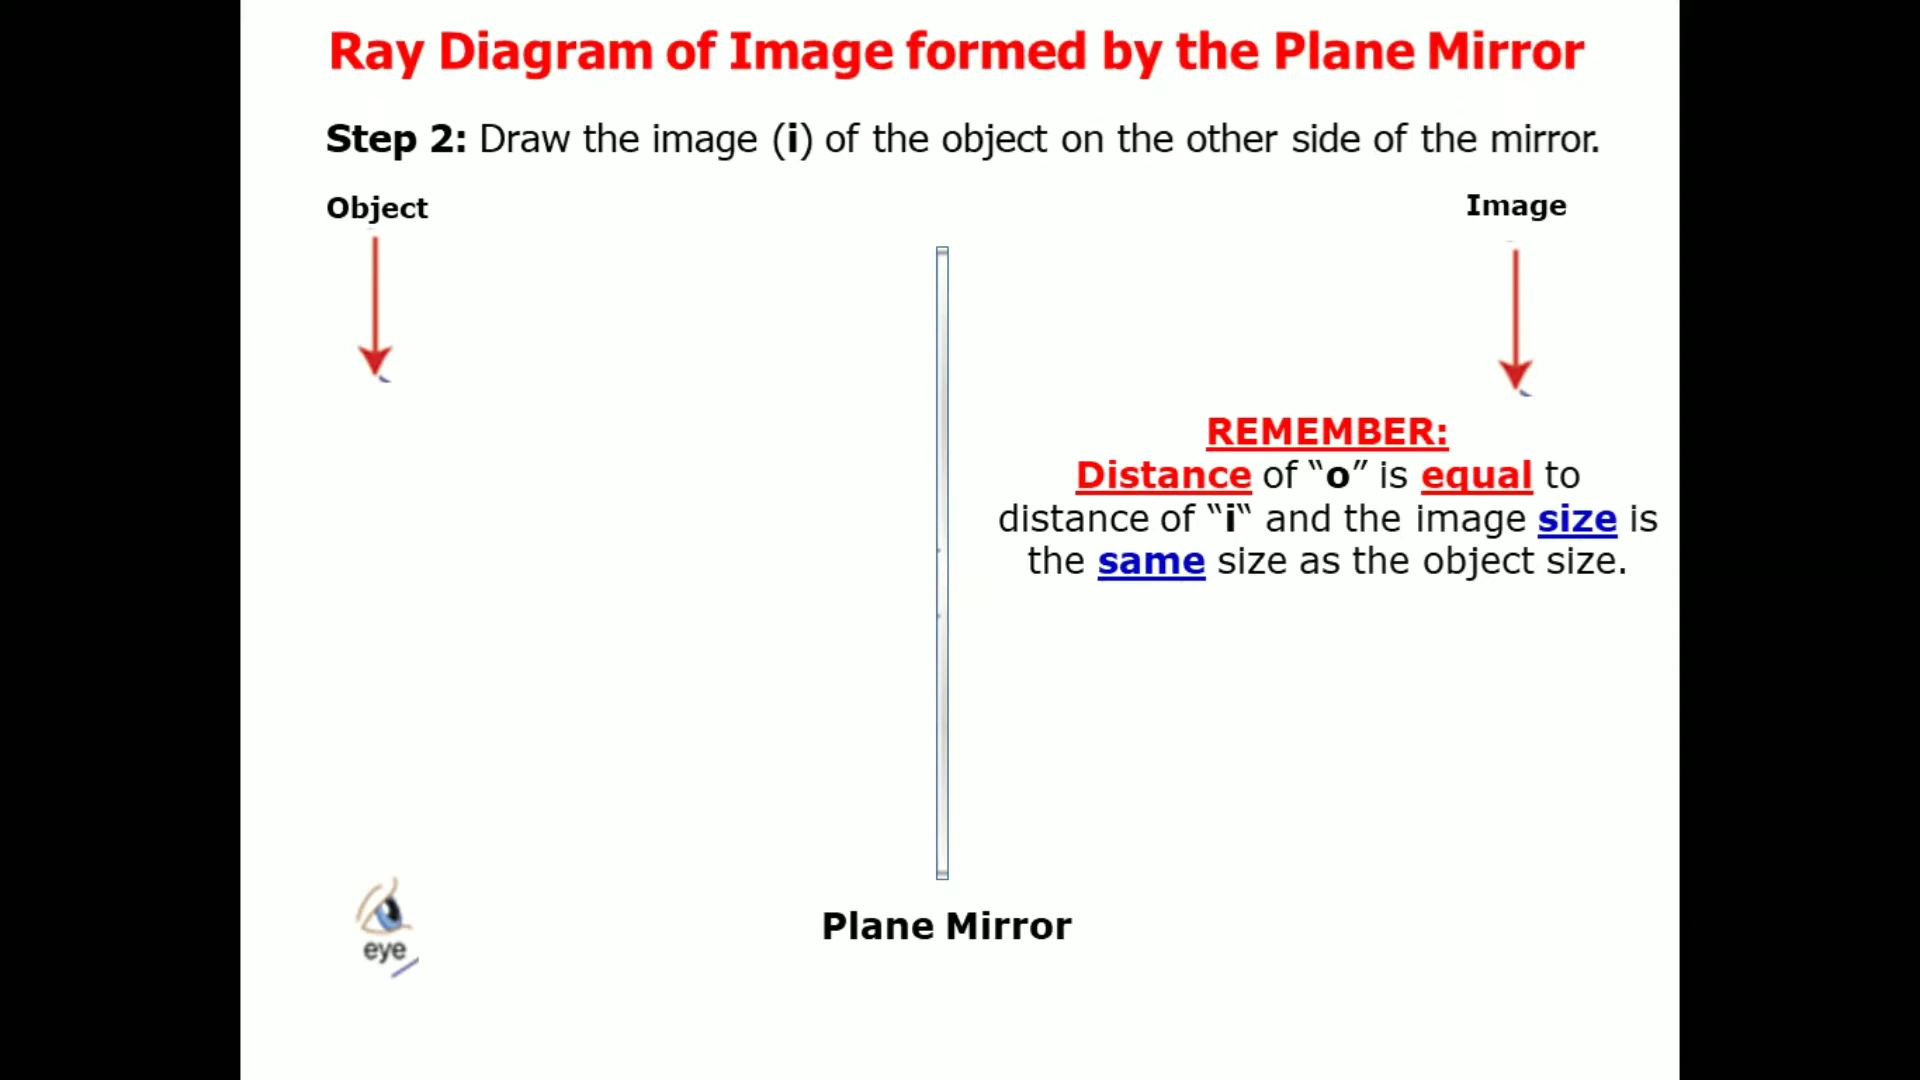 Ray Diagram of Image formed by the Plane Mirror
Step 2: Draw the image (i) of the object on the other side of the mirror.
Object
Image
REMEMBER:
Distance of “o” is equal to
distance of “i“ and the image size is
the same size as the object size.
eye
Plane Mirror